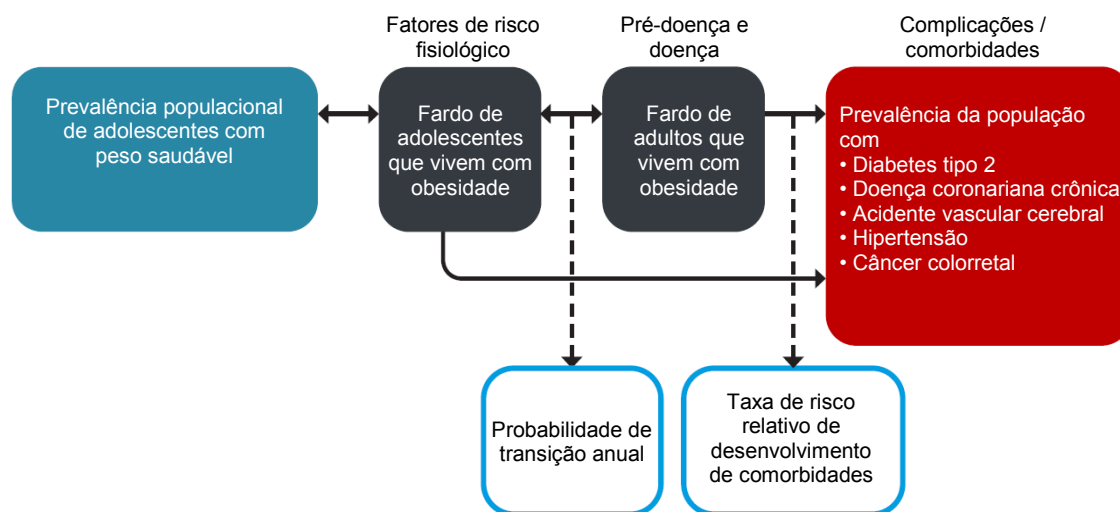 Fatores de risco
fisiológico
Pré-doença e
doença
Complicações /
comorbidades
Prevalência populacional
de adolescentes com
peso saudável
Fardo de
adolescentes
que vivem com
obesidade
Fardo de
adultos que
vivem com
obesidade
Prevalência da população
com
• Diabetes tipo 2
• Doença coronariana crônica
• Acidente vascular cerebral
• Hipertensão
• Câncer colorretal
Probabilidade de
transição anual
Taxa de risco
relativo de
desenvolvimento
de comorbidades